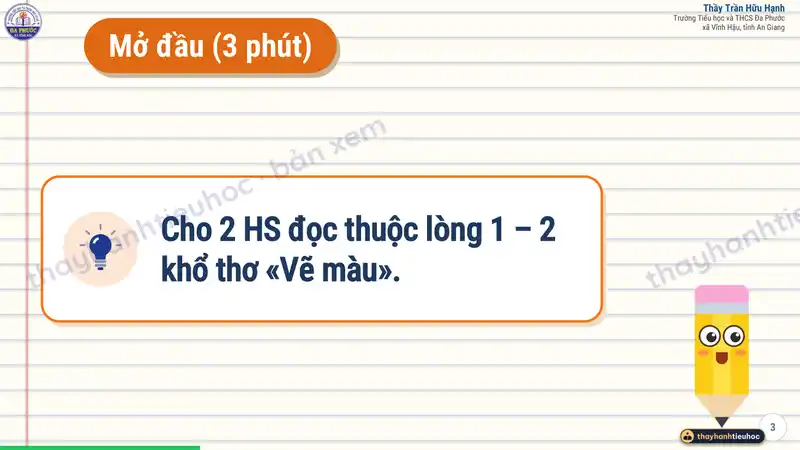 ĐA PHƯỚC
Mở đầu (3 phút)
Thầy Trần Hữu Hạnh
Trường Tiểu học và THCS Đa Phước
xã Vĩnh Hậu, tỉnh An Giang
thayhanhtieuhoc · bản xem
Cho 2 HS đọc thuộc lòng 1 – 2
khổ thơ «Vẽ màu».
thayhanhtie
3
thayhanhtieuhoc